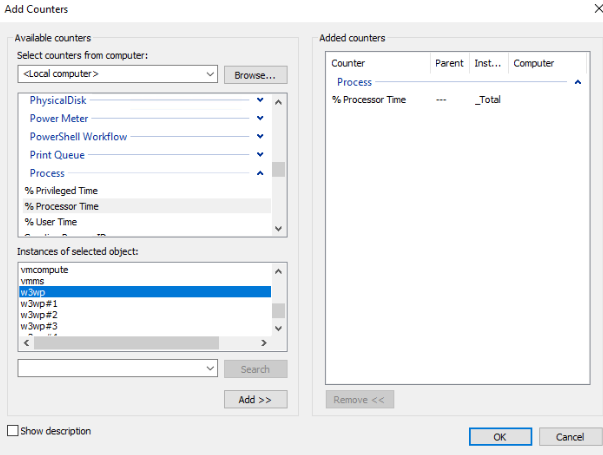 Add Counters
Available counters
Select counters from computer:
<Local computer>
Browse...
PhysicalDisk
Power Meter
PowerShell Workflow
Print Queue
Process
% Privileged Time
% Processor Time
% User Time
Instances of selected object:
vmcompute
vmms
w3wp
w3wp#1
w3wp#2
w3wp#3
Search
Add >>
Show description
Added counters
Counter Parent Inst... Computer
Process
% Processor Time --- _Total
Remove <<
OK Cancel